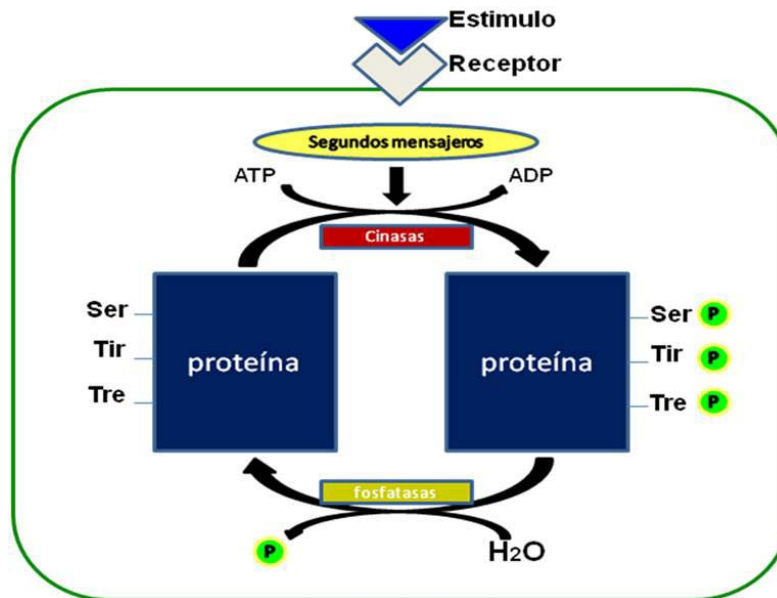 Estimulo
Receptor
Segundos mensajeros
ATP
ADP
Cinasas
Ser
Tir
Tre
proteína
proteína
Ser P
Tir P
Tre P
fosfatasas
P
H2O